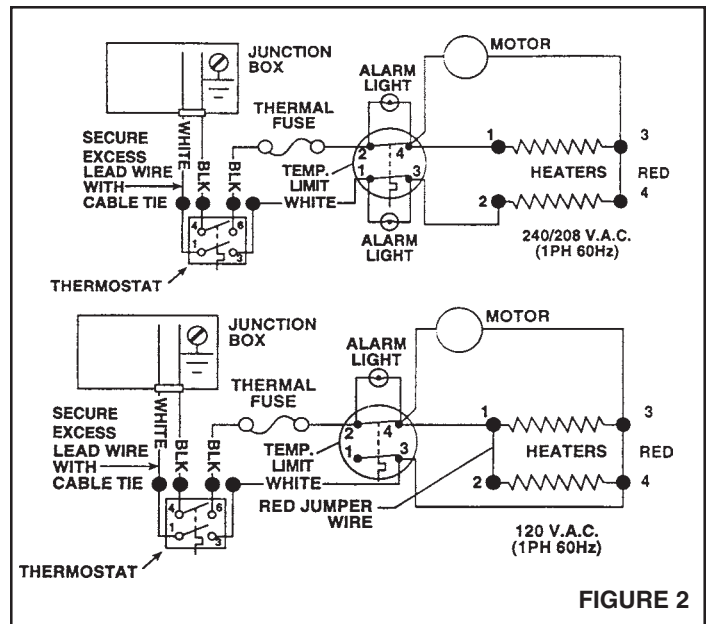 JUNCTION
BOX
MOTOR
ALARM
LIGHT
THERMAL
FUSE
SECURE
EXCESS
LEAD WIRE
WITH
CABLE TIE
WHITE
BLK
BLK
TEMP.
LIMIT
WHITE
2
4
1
3
1
3
HEATERS
RED
2
4
ALARM
LIGHT
240/208 V.A.C.
(1PH 60Hz)
4
6
1
3
THERMOSTAT
JUNCTION
BOX
MOTOR
ALARM
LIGHT
THERMAL
FUSE
SECURE
EXCESS
LEAD WIRE
WITH
CABLE TIE
WHITE
BLK
BLK
TEMP.
LIMIT
WHITE
2
4
1
3
1
3
HEATERS
RED
2
4
RED JUMPER
WIRE
120 V.A.C.
(1PH 60Hz)
4
6
1
3
THERMOSTAT
FIGURE 2